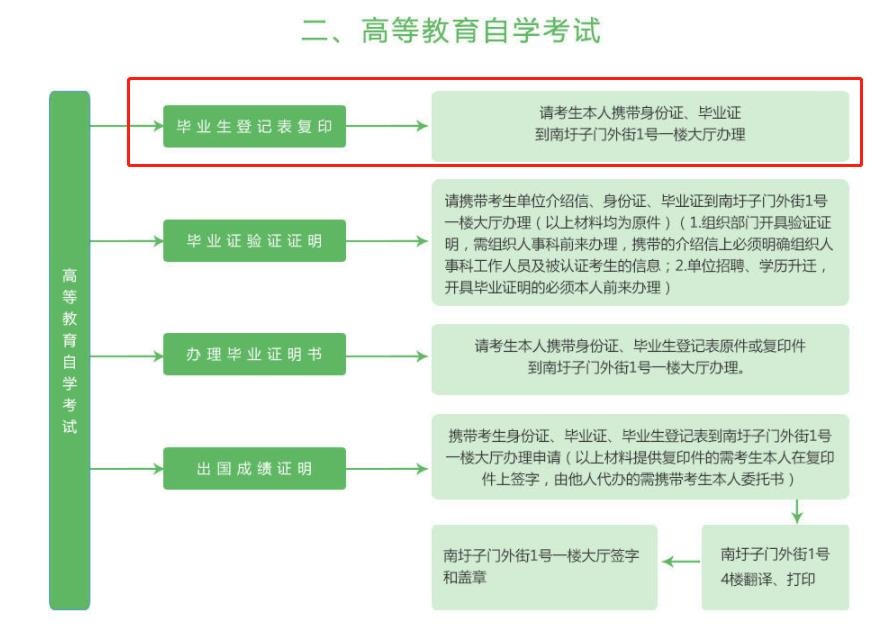 二、高等教育自学考试
高等教育自学考试
毕业生登记表复印
请考生本人携带身份证、毕业证
到南圩子门外街1号一楼大厅办理
毕业证验证证明
请携带考生单位介绍信、身份证、毕业证到南圩子门外街1号
一楼大厅办理（以上材料均为原件）（1.组织部门开具验证证
明，需组织人事科前来办理，携带的介绍信上必须明确组织人
事科工作人员及被认证考生的信息；2.单位招聘、学历升迁，
开具毕业证明的必须本人前来办理）
办理毕业证明书
请考生本人携带身份证、毕业生登记表原件或复印件
到南圩子门外街1号一楼大厅办理。
出国成绩证明
携带考生身份证、毕业证、毕业生登记表到南圩子门外街1号
一楼大厅办理申请（以上材料提供复印件的需考生本人在复印
件上签字，由他人代办的需携带考生本人委托书）
南圩子门外街1号
4楼翻译、打印
南圩子门外街1号一楼大厅签字
和盖章